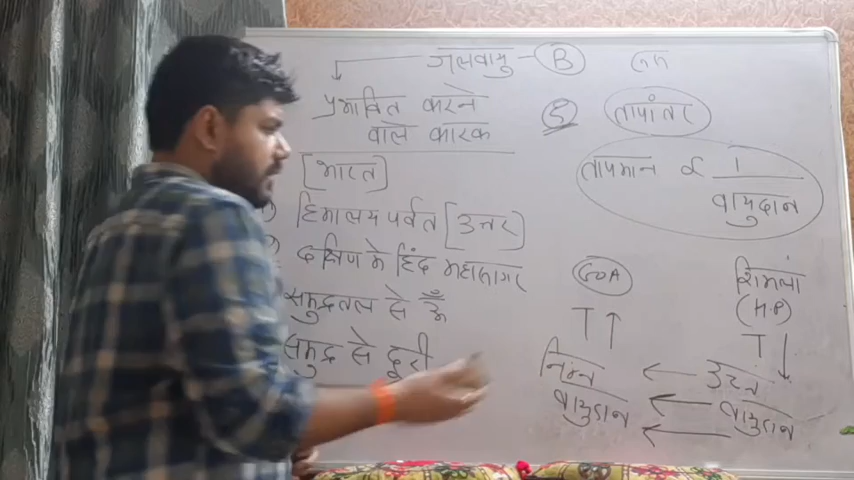 जलवायु - B
प्रभावित करने
वाले कारक
[भारत]
हिमालय पर्वत [उत्तर]
दक्षिण मे हिंद महासागर
समुद्रतल से ऊँ
समुद्र से दूरी
5 तापांतर
तापमान ∝ 1
वायुदाब
GOA
शिमला
(H.P)
T ↑
T ↓
निम्न ← उच्च
वायुदाब ← वायुदाब